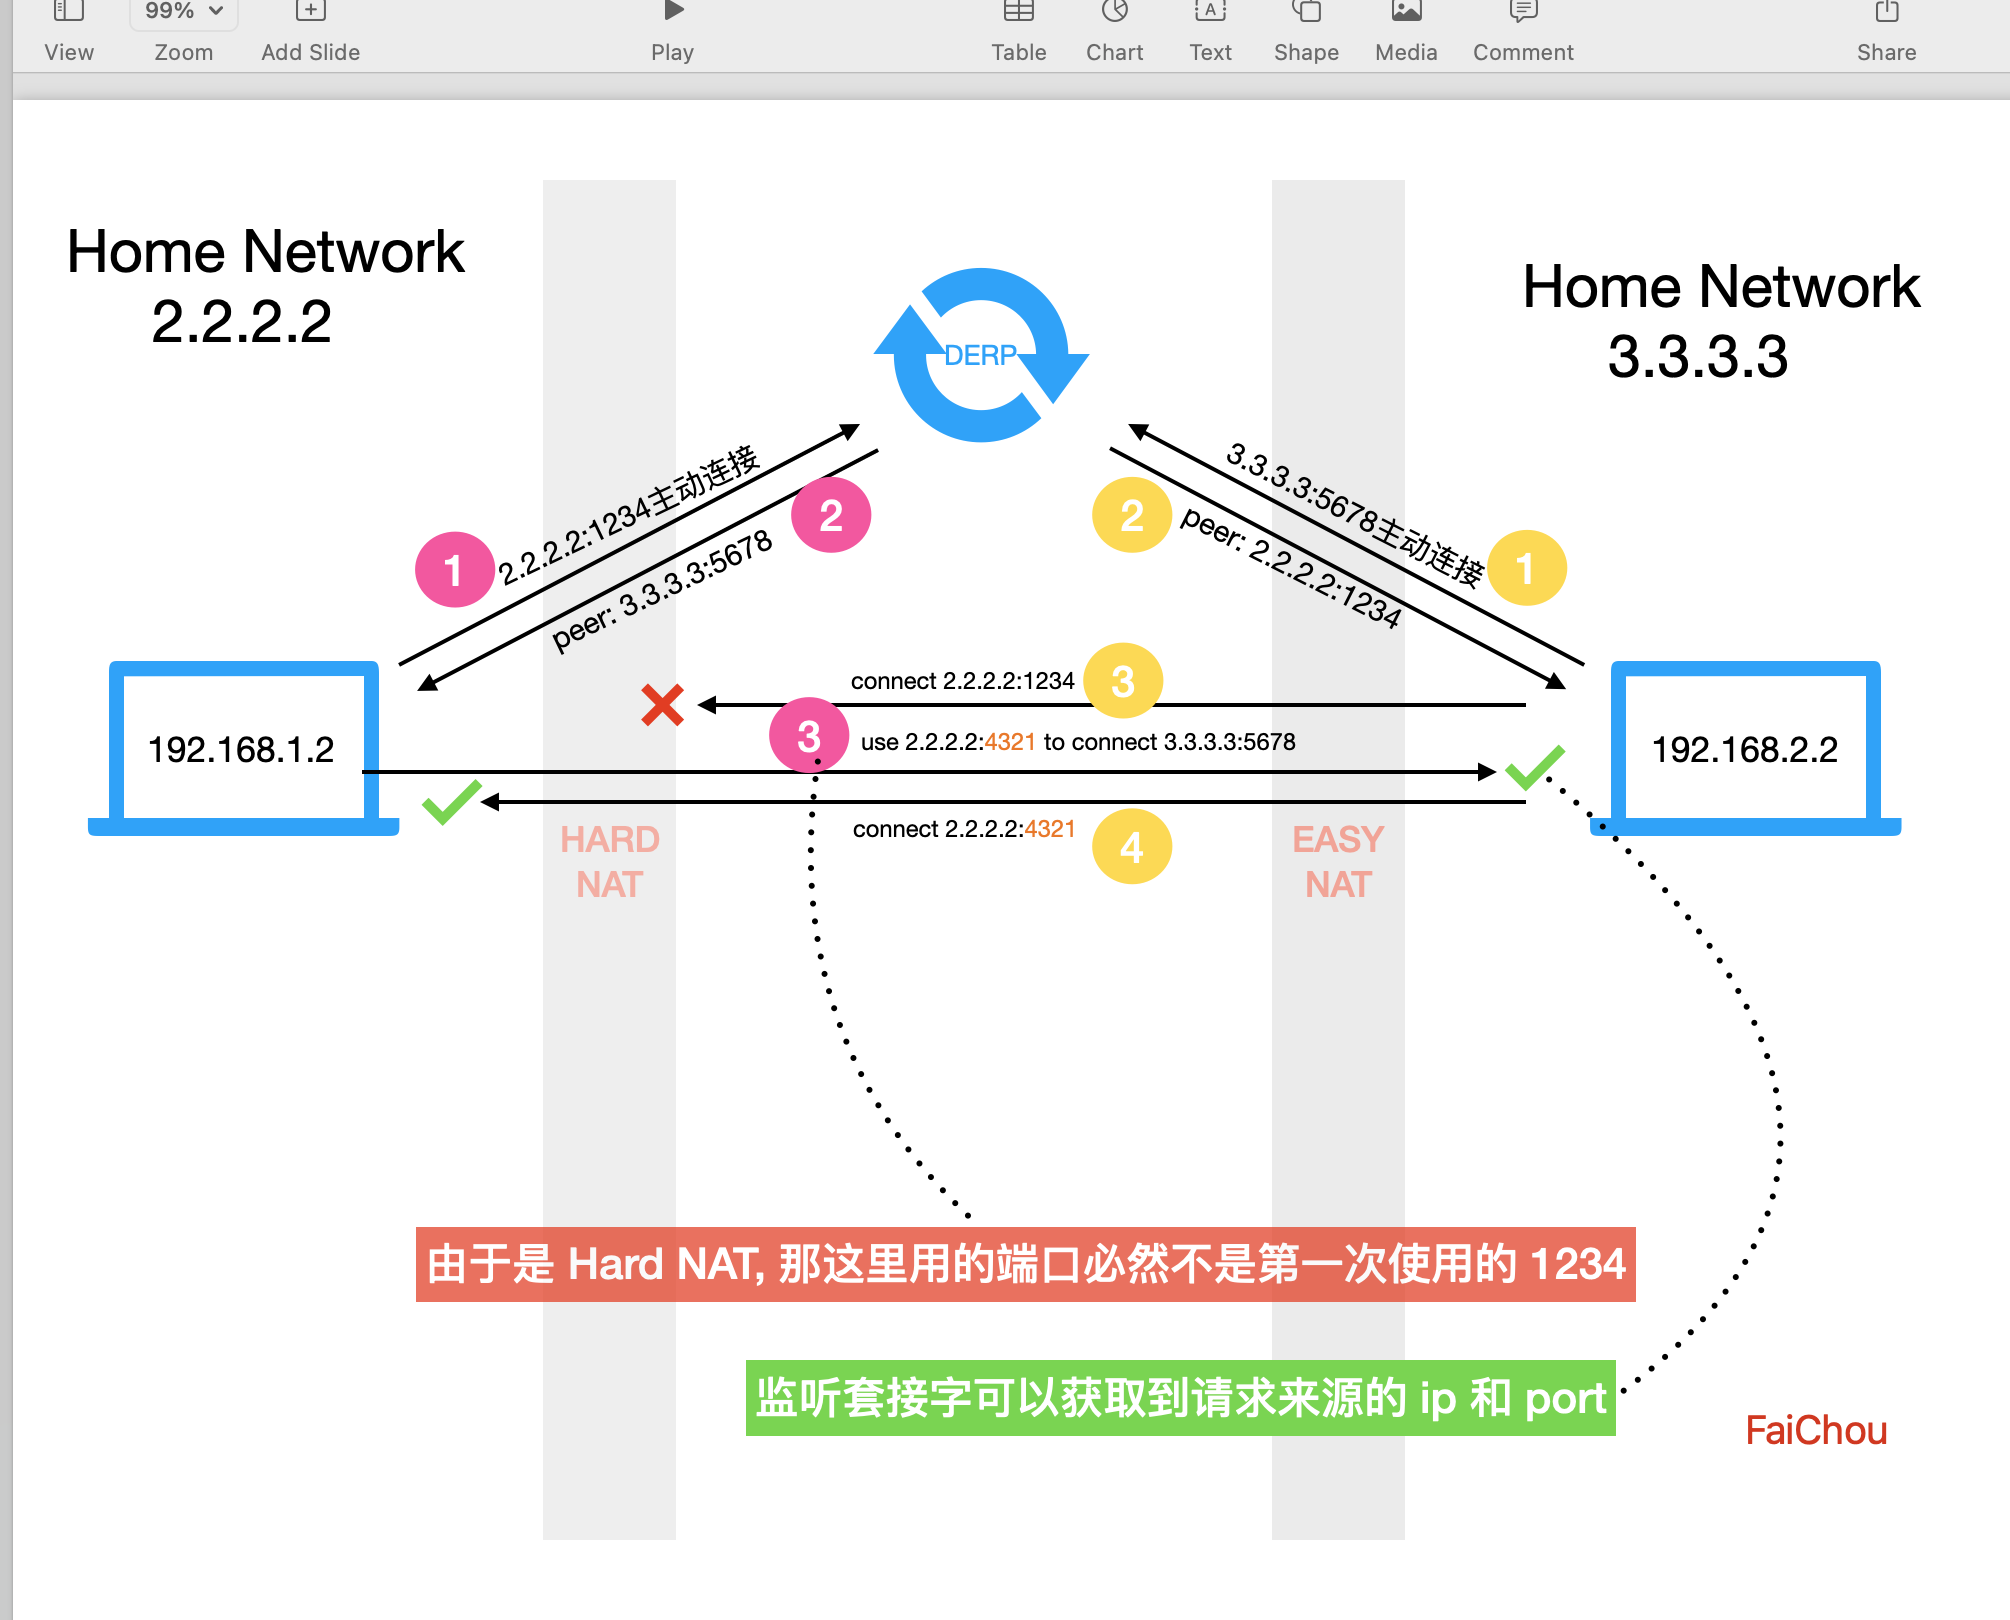 99%
View
Zoom
Add Slide
Play
Table
Chart
Text
Shape
Media
Comment
Share
Home Network
2.2.2.2
Home Network
3.3.3.3
DERP
1
2.2.2.2:1234主动连接
2
peer: 3.3.3.3:5678
3.3.3.3:5678主动连接
1
2
peer: 2.2.2.2:1234
connect 2.2.2.2:1234
3
3
use 2.2.2.2:4321 to connect 3.3.3.3:5678
192.168.1.2
192.168.2.2
connect 2.2.2.2:4321
4
HARD
NAT
EASY
NAT
由于是 Hard NAT, 那这里用的端口必然不是第一次使用的 1234
监听套接字可以获取到请求来源的 ip 和 port
FaiChou